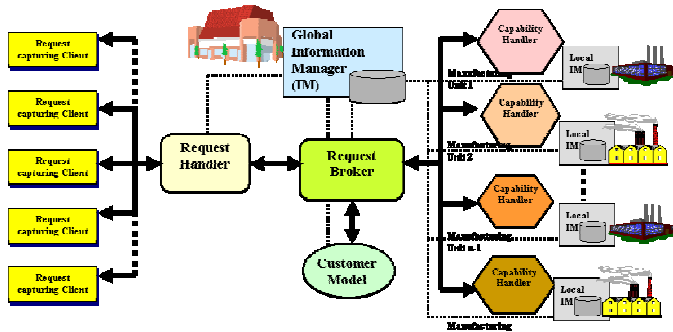 Request
capturing Client
Request
capturing Client
Request
capturing Client
Request
capturing Client
Request
capturing Client
Request
Handler
Global
Information
Manager
(IM)
Request
Broker
Customer
Model
Capability
Handler
Manufacturing
Unit 1
Local
IM
Capability
Handler
Manufacturing
Unit 2
Local
IM
Capability
Handler
Manufacturing
Unit n-1
Local
IM
Capability
Handler
Manufacturing
Local
IM